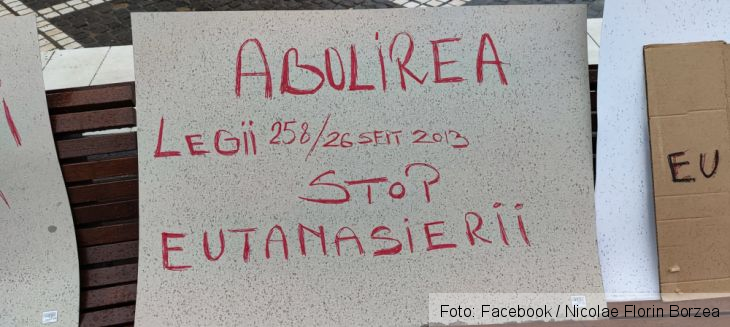 ABOLIREA
LEGII 258/26 SEPT 2013
STOP
EUTANASIERII
EU
Foto: Facebook / Nicolae Florin Borzea